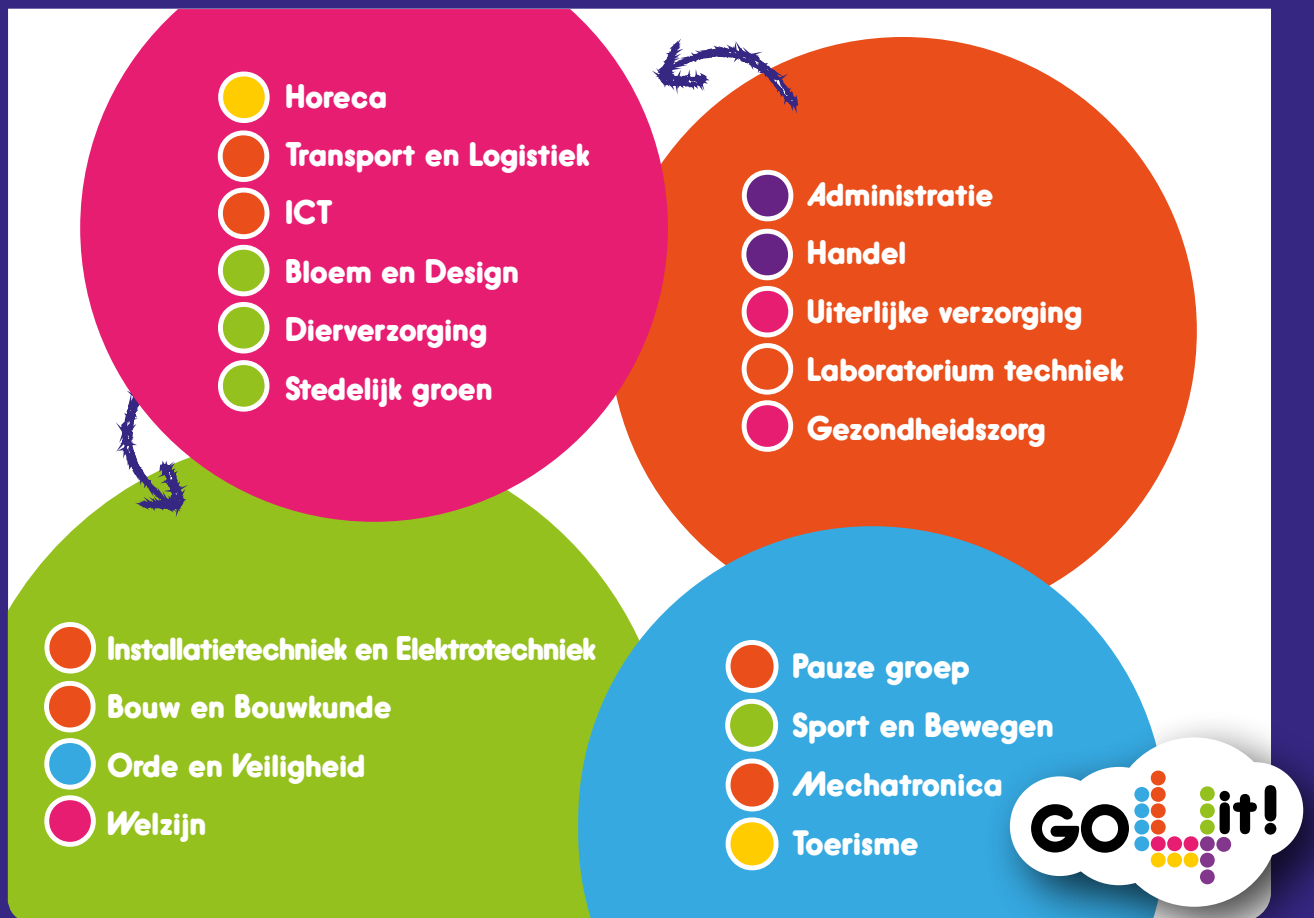 Horeca
Transport en Logistiek
ICT
Bloem en Design
Dierverzorging
Stedelijk groen
Administratie
Handel
Uiterlijke verzorging
Laboratorium techniek
Gezondheidszorg
Installatietechniek en Elektrotechniek
Bouw en Bouwkunde
Orde en Veiligheid
Welzijn
Pauze groep
Sport en Bewegen
Mechatronica
Toerisme
GO 4 it!